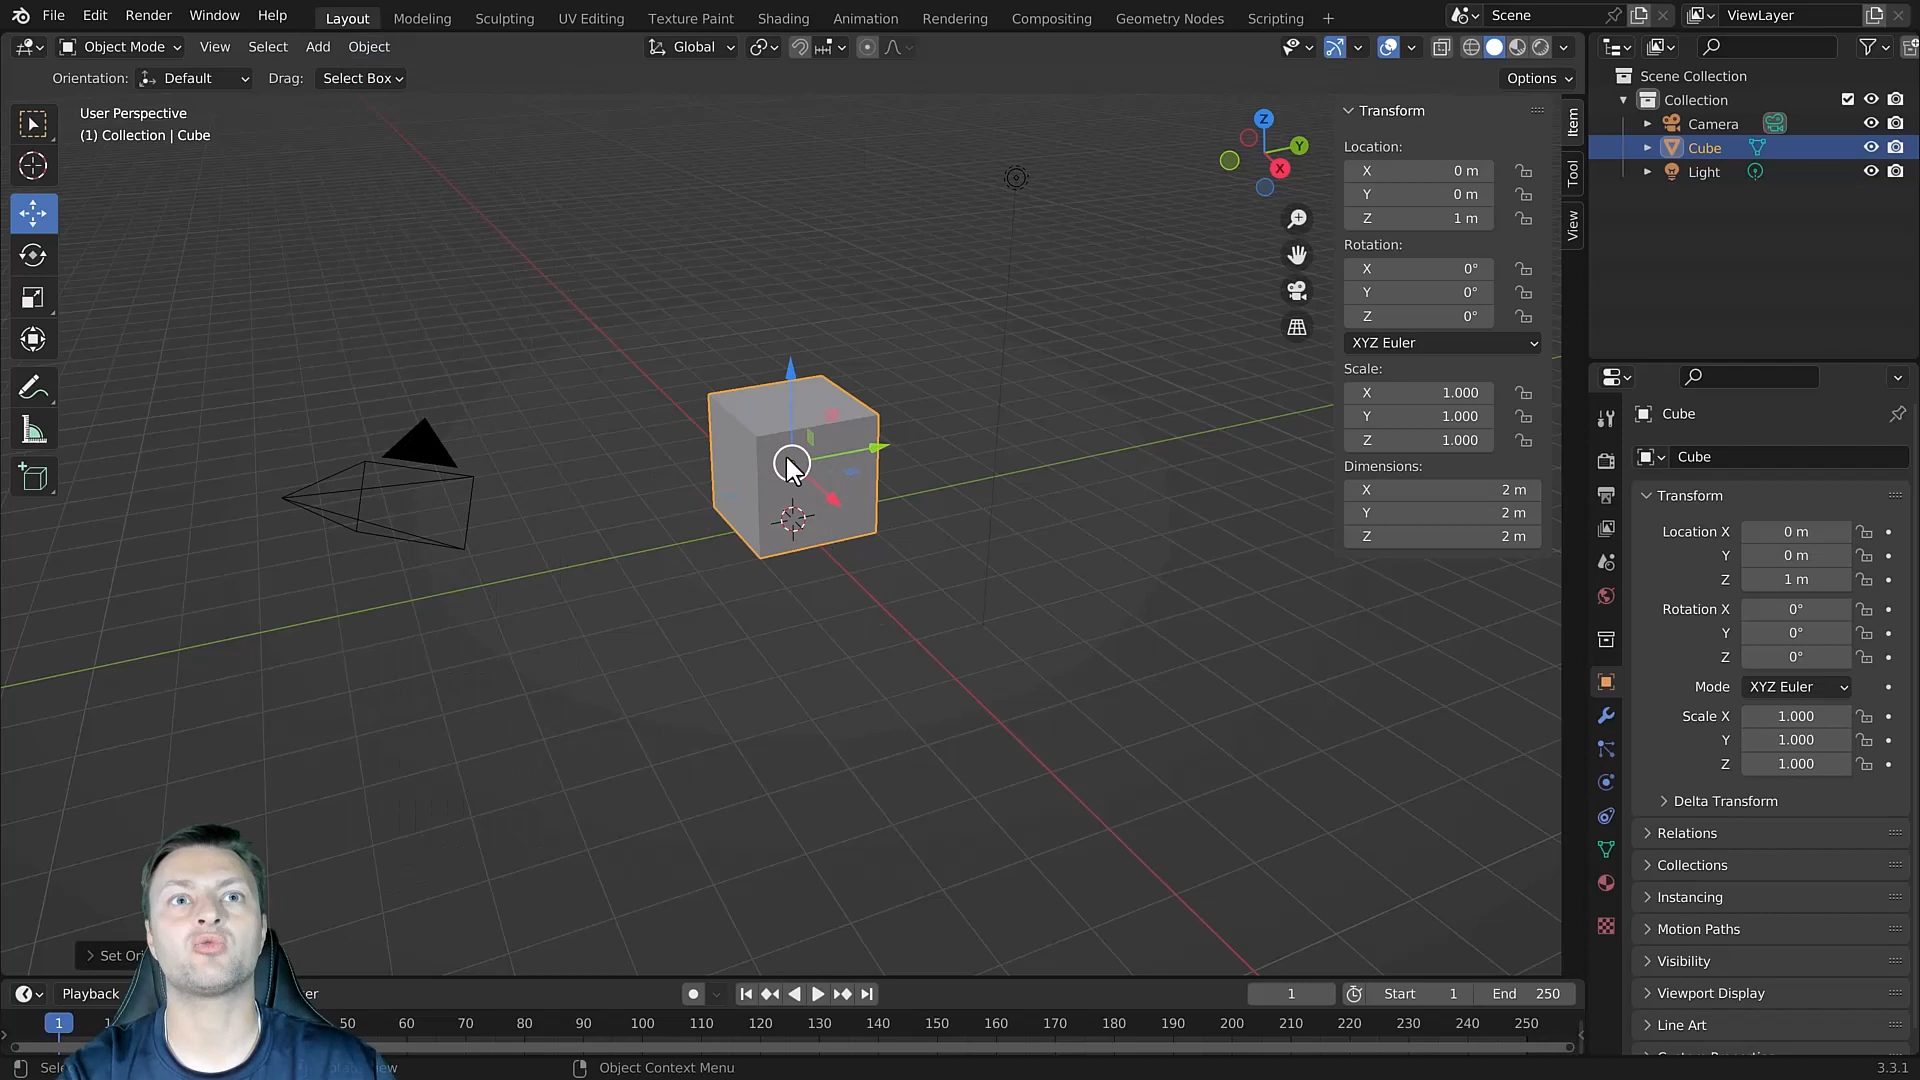 File Edit Render Window Help Layout Modeling Sculpting UV Editing Texture Paint Shading Animation Rendering Compositing Geometry Nodes Scripting + Scene ViewLayer
Object Mode View Select Add Object Global
Orientation: Default Drag: Select Box Options
User Perspective
(1) Collection | Cube
Z
Y
X
Transform
Location:
X 0 m
Y 0 m
Z 1 m
Rotation:
X 0°
Y 0°
Z 0°
XYZ Euler
Scale:
X 1.000
Y 1.000
Z 1.000
Dimensions:
X 2 m
Y 2 m
Z 2 m
Item
Tool
View
Scene Collection
Collection
Camera
Cube
Light
Cube
Cube
Transform
Location X 0 m
Y 0 m
Z 1 m
Rotation X 0°
Y 0°
Z 0°
Mode XYZ Euler
Scale X 1.000
Y 1.000
Z 1.000
Delta Transform
Relations
Collections
Instancing
Motion Paths
Visibility
Viewport Display
Line Art
Set
Playback 1 Start 1 End 250
1 50 60 70 80 90 100 110 120 130 140 150 160 170 180 190 200 210 220 230 240 250
Object Context Menu 3.3.1